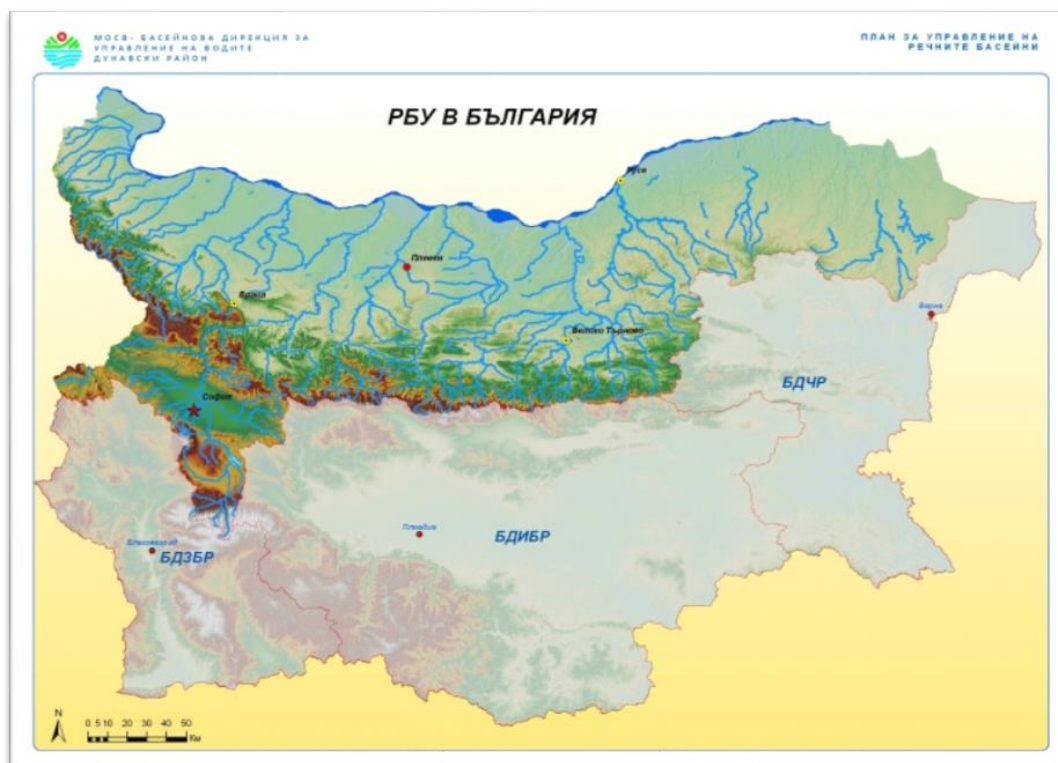 МОСВ- БАСЕЙНОВА ДИРЕКЦИЯ ЗА
УПРАВЛЕНИЕ НА ВОДИТЕ
ДУНАВСКИ РАЙОН
ПЛАН ЗА УПРАВЛЕНИЕ НА
РЕЧНИТЕ БАСЕЙНИ
РБУ В БЪЛГАРИЯ
Русе
Плевен
Враца
Варна
Велико Търново
БДЧР
София
Пловдив
БДИБР
Благоевград
БДЗБР
N
0 5 10 20 30 40 50
Км